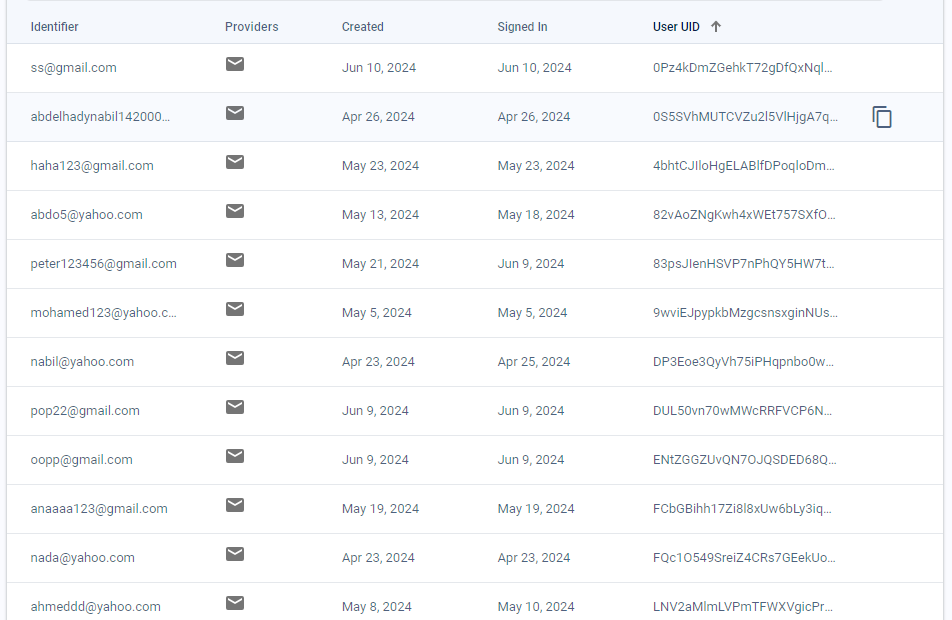 Identifier Providers Created Signed In User UID
ss@gmail.com Jun 10, 2024 Jun 10, 2024 0Pz4kDmZGehkT72gDfQxNql...
abdelhadynabil142000... Apr 26, 2024 Apr 26, 2024 0S5SVhMUTCVZu2l5VlHjgA7q...
haha123@gmail.com May 23, 2024 May 23, 2024 4bhtCJIloHgELABlfDPoqloDm...
abdo5@yahoo.com May 13, 2024 May 18, 2024 82vAoZNgKwh4xWEt757SXfO...
peter123456@gmail.com May 21, 2024 Jun 9, 2024 83psJIenHSVP7nPhQY5HW7t...
mohamed123@yahoo.c... May 5, 2024 May 5, 2024 9wviEJpypkbMzgcsnsxginNUs...
nabil@yahoo.com Apr 23, 2024 Apr 25, 2024 DP3Eoe3QyVh75iPHqpnbo0w...
pop22@gmail.com Jun 9, 2024 Jun 9, 2024 DUL50vn70wMWcRRFVCP6N...
oopp@gmail.com Jun 9, 2024 Jun 9, 2024 ENtZGGZUvQN7OJQSDED68Q...
anaaaa123@gmail.com May 19, 2024 May 19, 2024 FCbGBihh17Zi8l8xUw6bLy3iq...
nada@yahoo.com Apr 23, 2024 Apr 23, 2024 FQc1O549SreiZ4CRs7GEekUo...
ahmeddd@yahoo.com May 8, 2024 May 10, 2024 LNV2aMlmLVPmTFWXVgicPr...